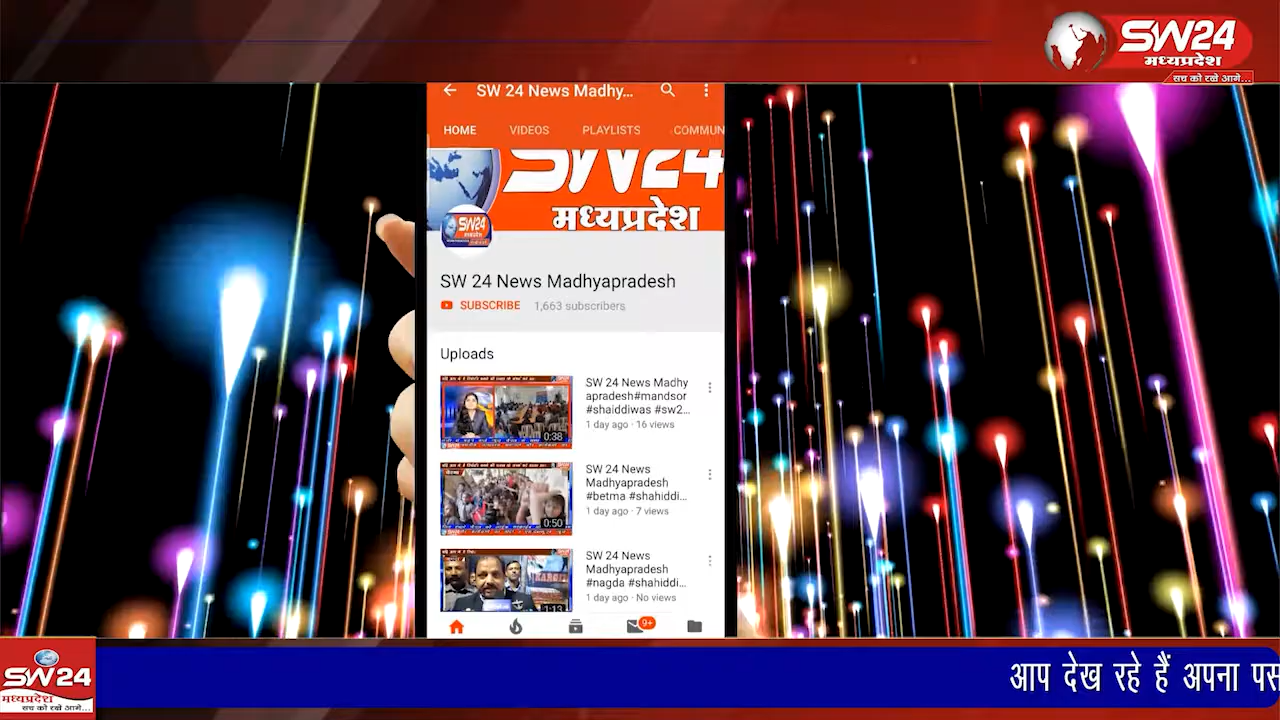 SW24
मध्यप्रदेश
सच को रखे आगे...
SW 24 News Madhy...
HOME VIDEOS PLAYLISTS COMMUN
SW24
मध्यप्रदेश
SW24
SW 24 News Madhyapradesh
SUBSCRIBE 1,663 subscribers
Uploads
SW 24 News Madhy
apradesh#mandsor
#shaiddiwas #sw2...
1 day ago · 16 views
0:38
SW 24 News
Madhyapradesh
#betma #shahiddi...
1 day ago · 7 views
0:50
SW 24 News
Madhyapradesh
#nagda #shahiddi...
1 day ago · No views
1:13
9+
SW24
मध्यप्रदेश
सच को रखे आगे...
आप देख रहे हैं अपना पस